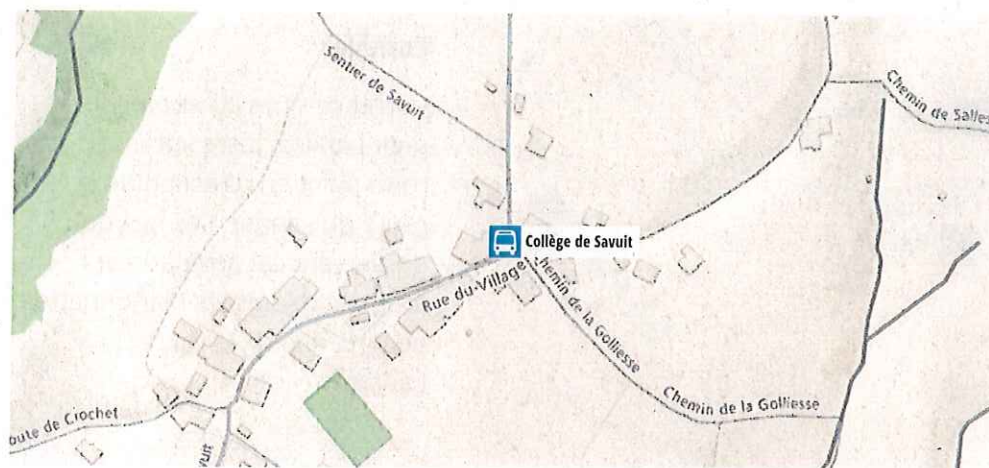 Sentier de Savuit
Chemin de Salles
Collège de Savuit
Rue du-Village
Chemin de la Golliesse
Chemin de la Golliesse
oute de Crochet
vuit